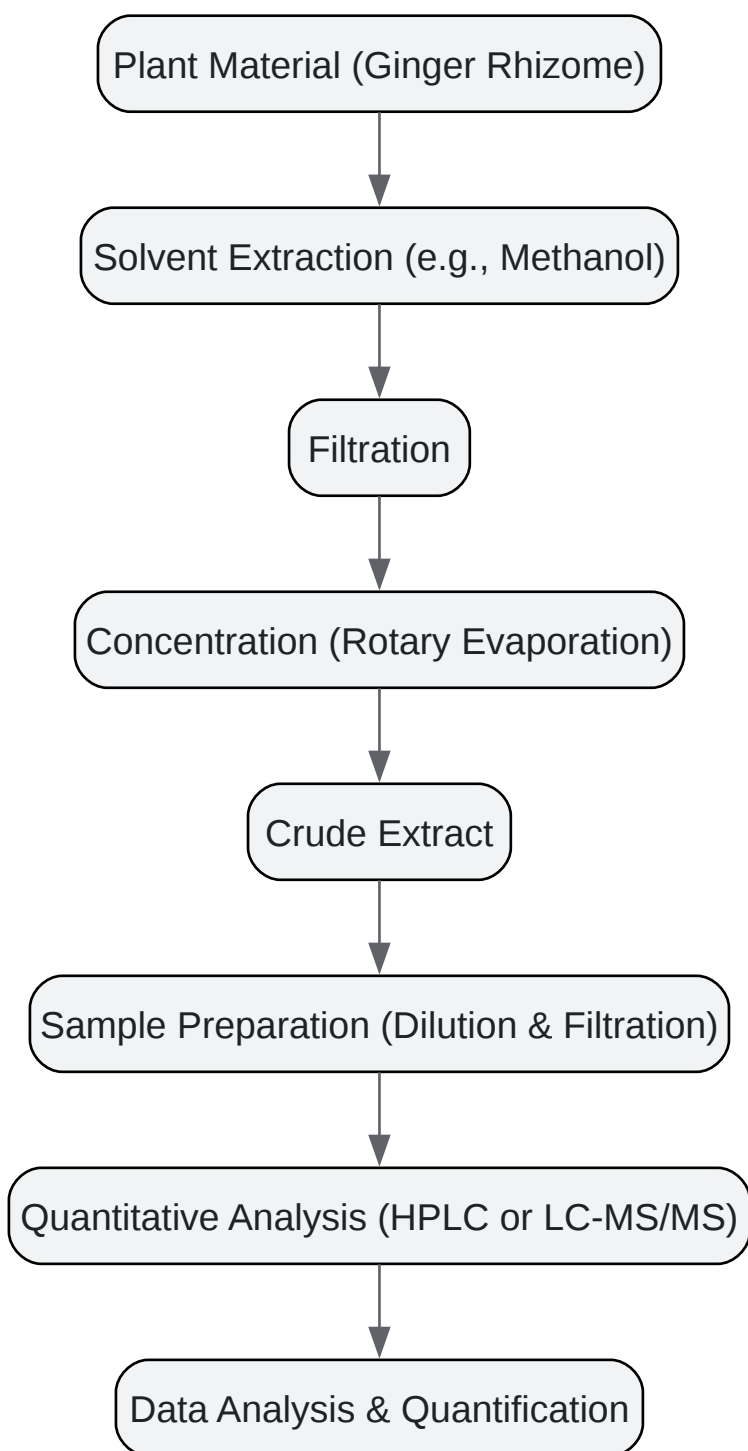 Plant Material (Ginger Rhizome)
Solvent Extraction (e.g., Methanol)
Filtration
Concentration (Rotary Evaporation)
Crude Extract
Sample Preparation (Dilution & Filtration)
Quantitative Analysis (HPLC or LC-MS/MS)
Data Analysis & Quantification